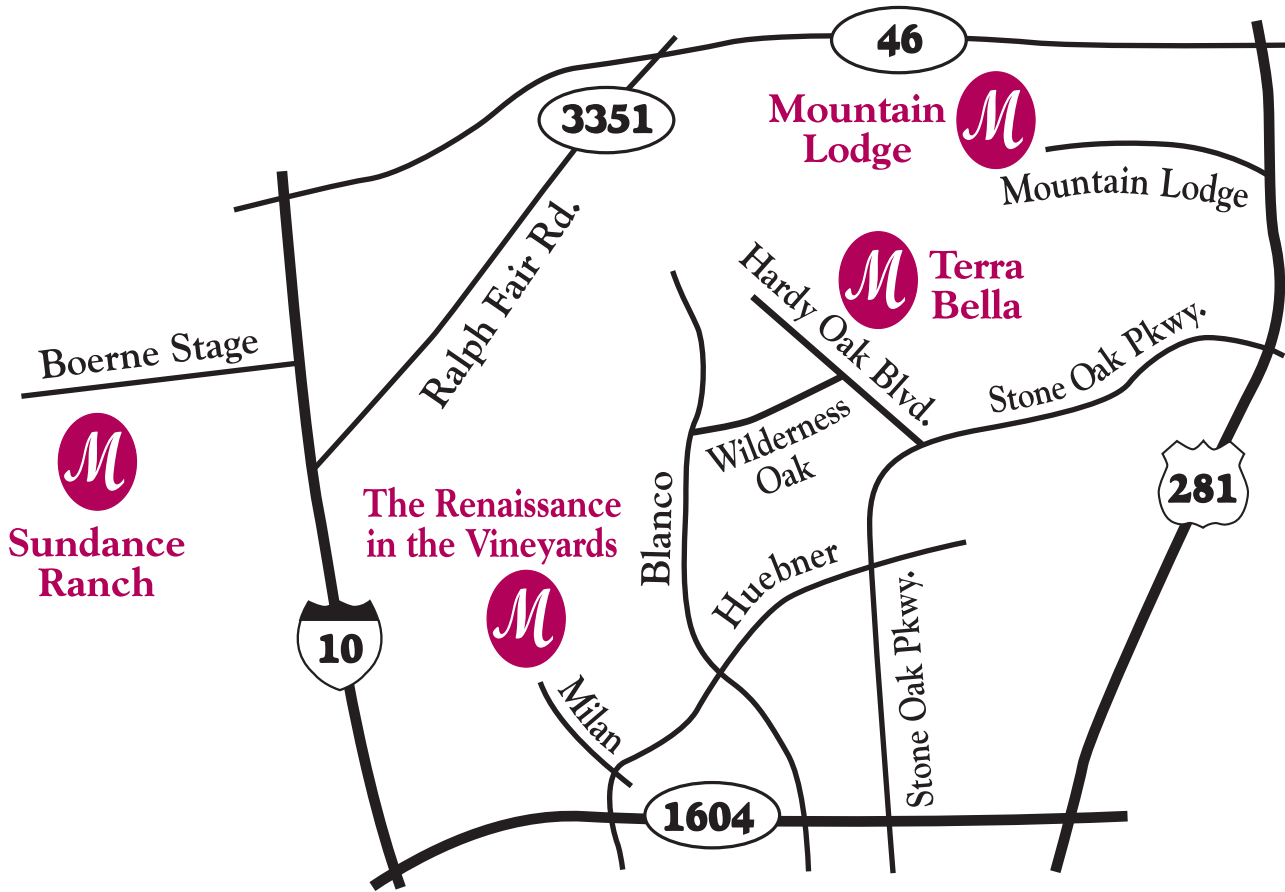 46
3351
Mountain
Lodge
M
Mountain Lodge
Ralph Fair Rd.
Hardy Oak Blvd.
M
Terra
Bella
Boerne Stage
Stone Oak Pkwy.
M
Sundance
Ranch
Wilderness
Oak
281
The Renaissance
in the Vineyards
M
Blanco
Huebner
10
Milan
Stone Oak Pkwy.
1604